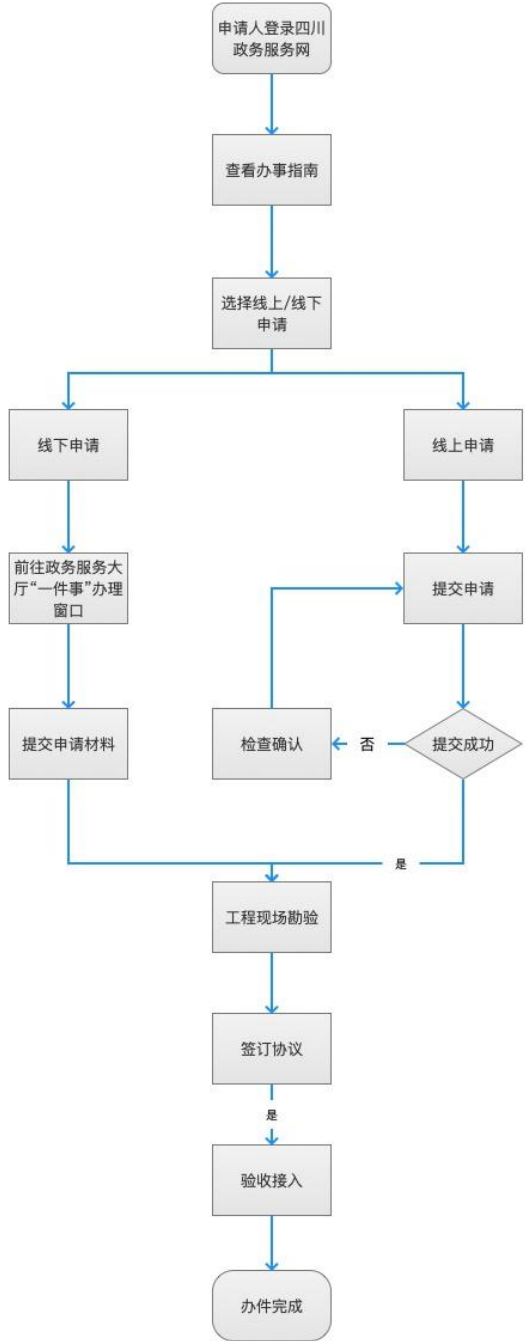 申请人登录四川
政务服务网
查看办事指南
选择线上/线下
申请
线下申请
线上申请
前往政务服务大
厅“一件事”办理
窗口
提交申请
提交申请材料
检查确认
否
提交成功
是
工程现场勘验
签订协议
是
验收接入
办件完成